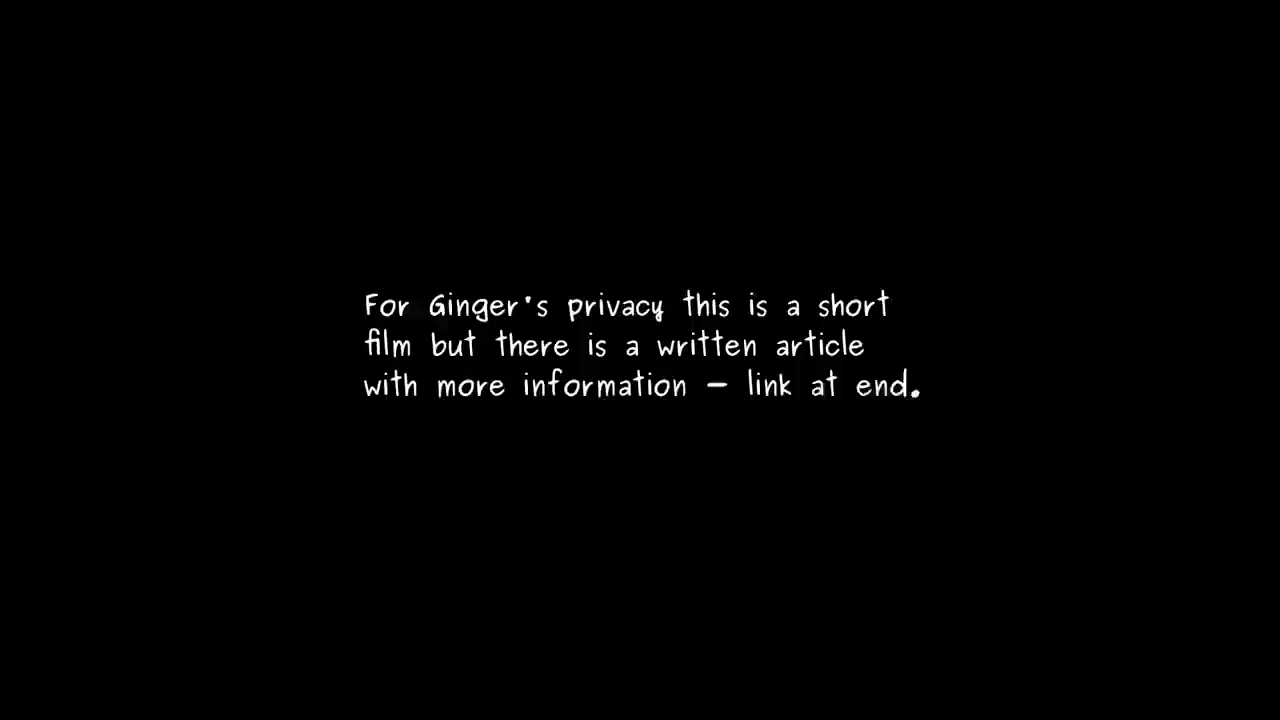 For Ginger's privacy this is a short
film but there is a written article
with more information – link at end.